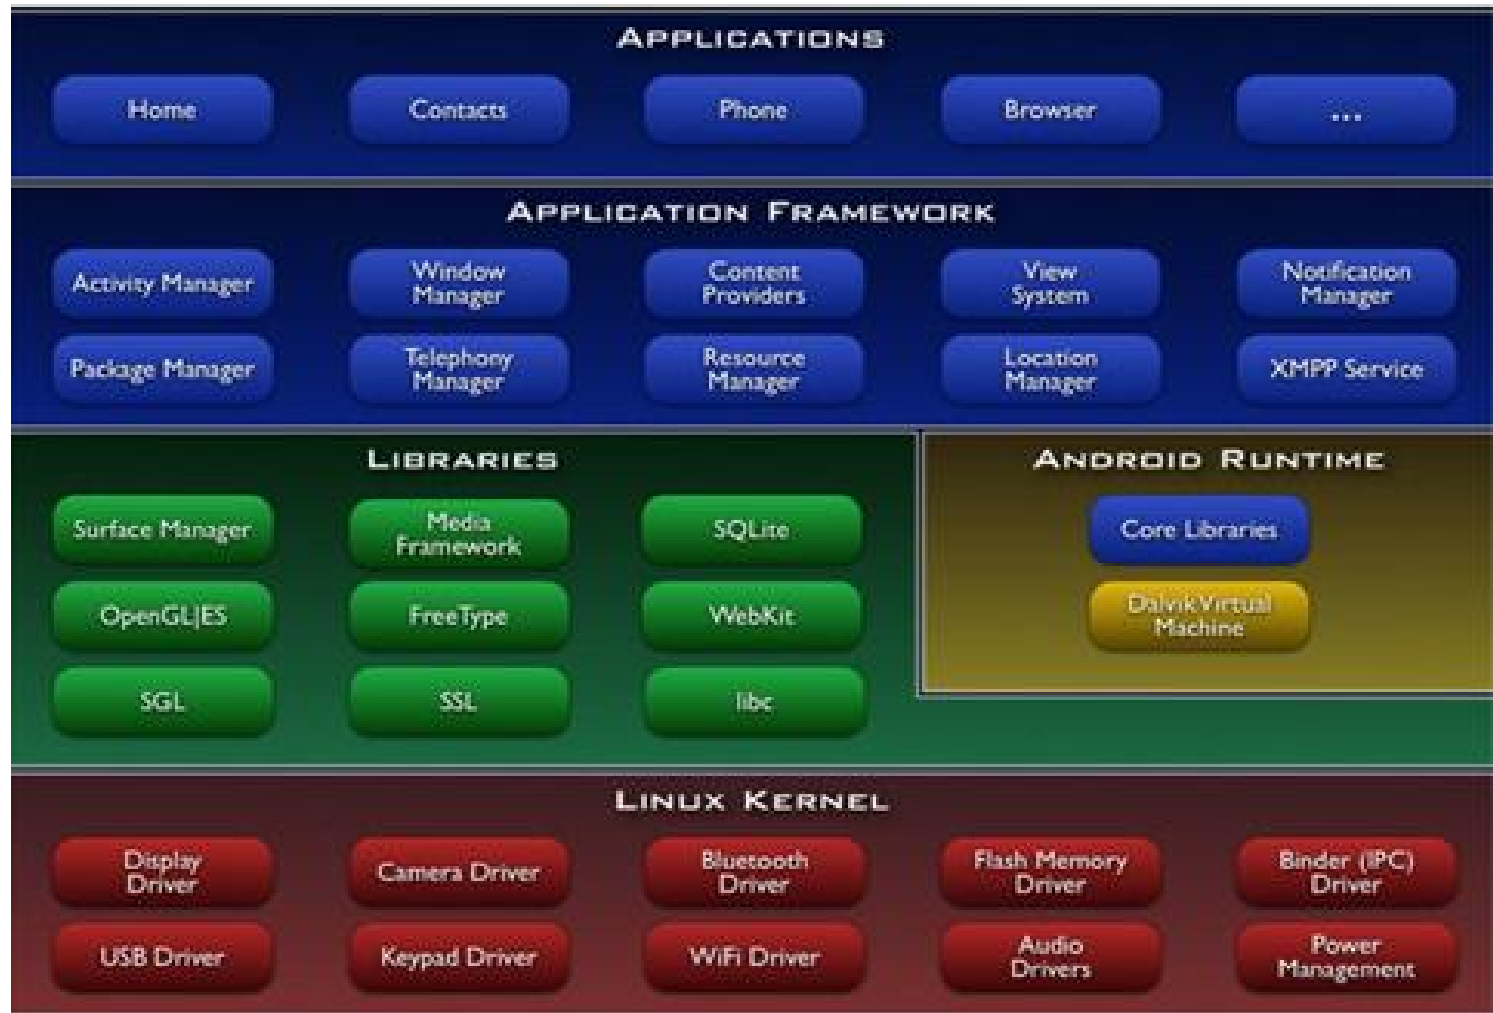 APPLICATIONS
Home
Contacts
Phone
Browser
...
APPLICATION FRAMEWORK
Activity Manager
Window
Manager
Content
Providers
View
System
Notification
Manager
Package Manager
Telephony
Manager
Resource
Manager
Location
Manager
XMPP Service
LIBRARIES
Surface Manager
Media
Framework
SQLite
OpenGL|ES
FreeType
WebKit
SGL
SSL
libc
ANDROID RUNTIME
Core Libraries
Dalvik Virtual
Machine
LINUX KERNEL
Display
Driver
Camera Driver
Bluetooth
Driver
Flash Memory
Driver
Binder (IPC)
Driver
USB Driver
Keypad Driver
WiFi Driver
Audio
Drivers
Power
Management